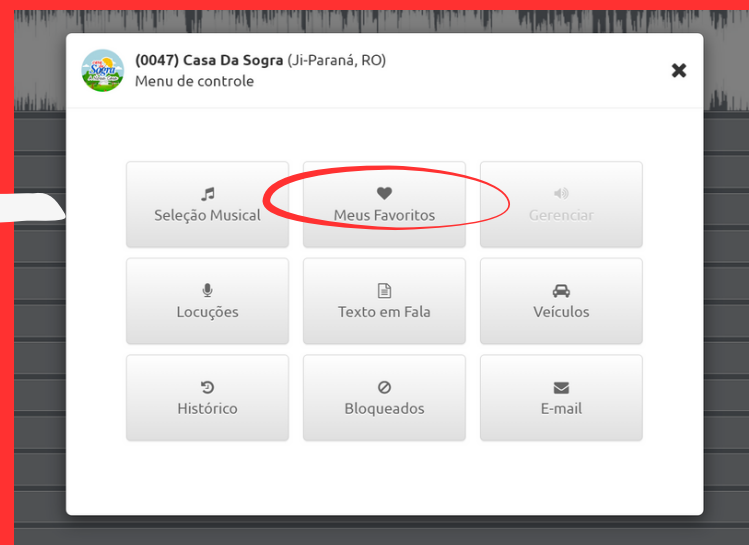 (0047) Casa Da Sogra (Ji-Paraná, RO)
Menu de controle
Sogra
Seleção Musical
Meus Favoritos
Gerenciar
Locuções
Texto em Fala
Veículos
Histórico
Bloqueados
E-mail